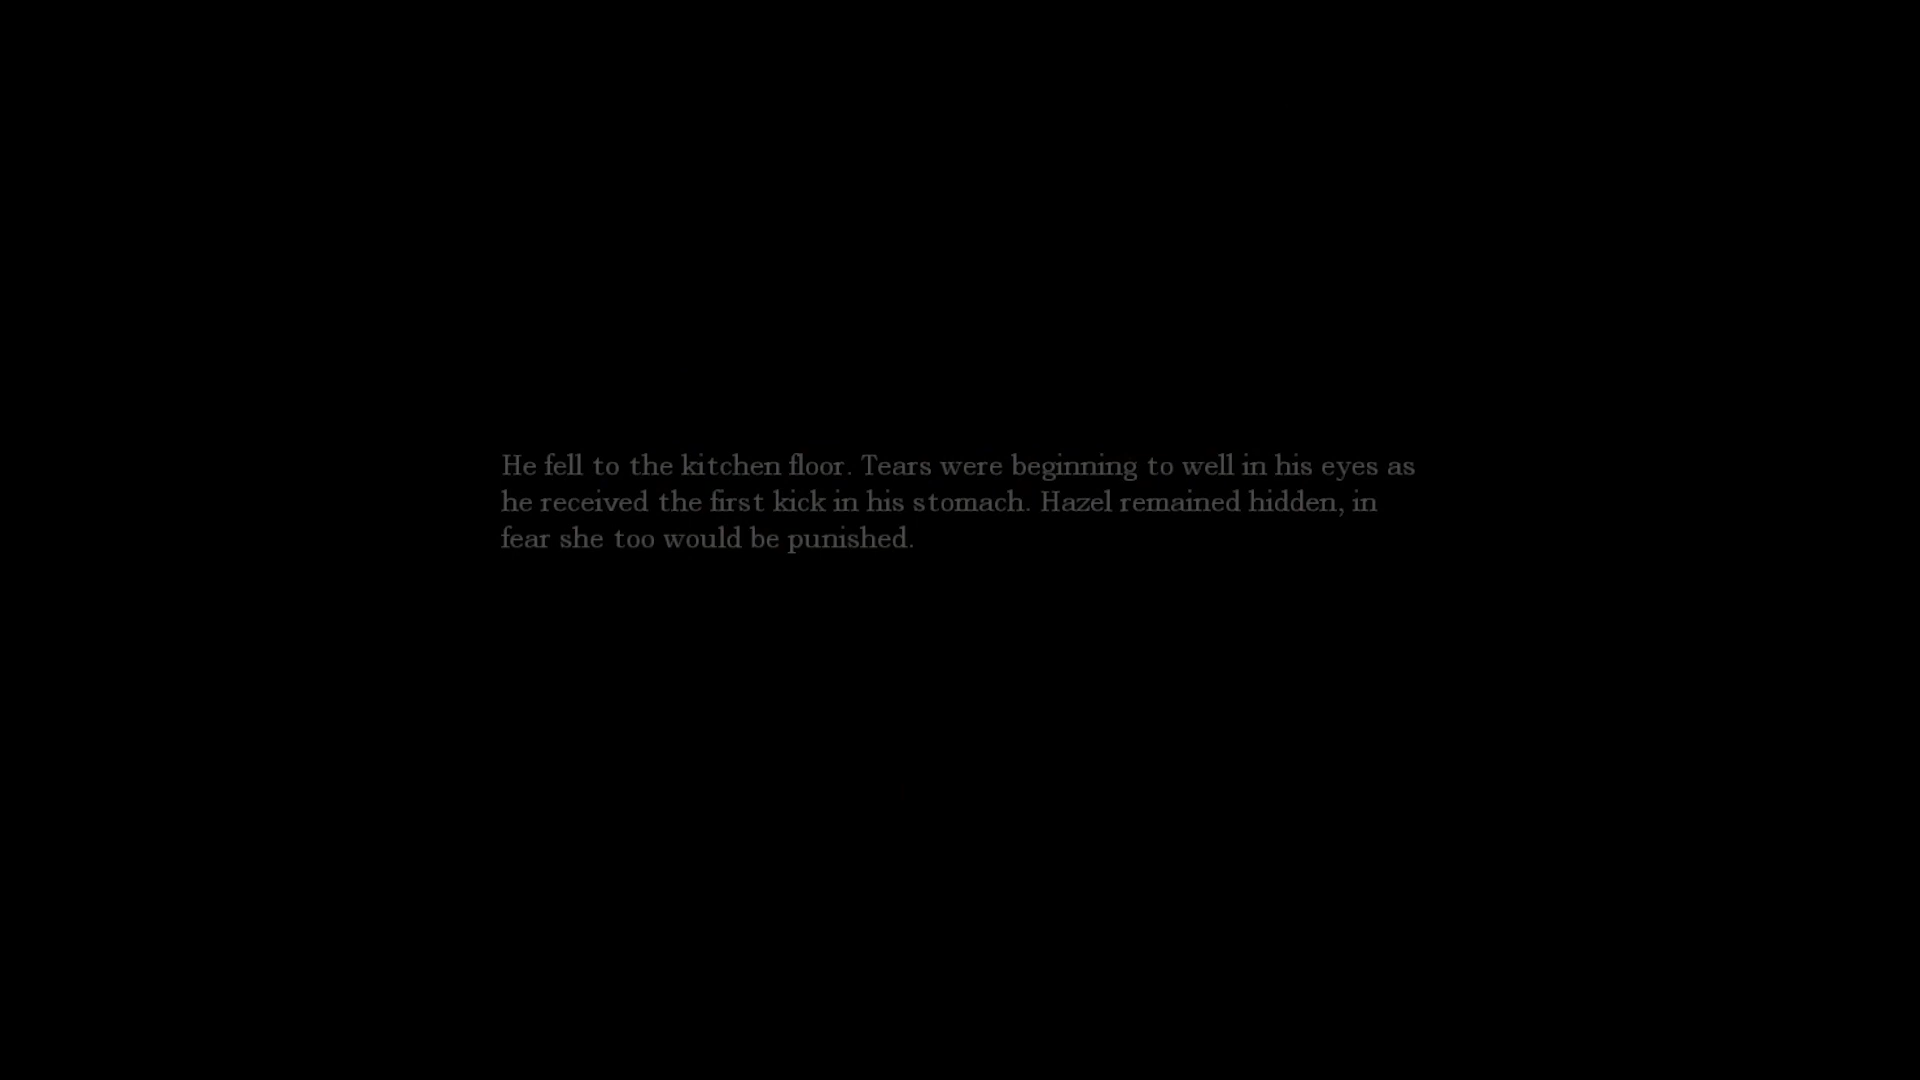 He fell to the kitchen floor. Tears were beginning to well in his eyes as
he received the first kick in his stomach. Hazel remained hidden, in
fear she too would be punished.